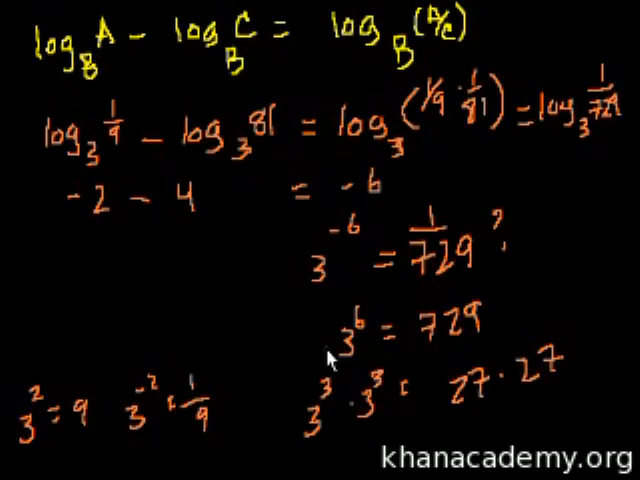 log_B A - log_B C = log_B (A/C)
log_3 1/9 - log_3 81 = log_3 (1/9 · 1/81) = log_3 1/729
-2 - 4 = -6
3^-6 = 1/729 ?
3^6 = 729
3^2 = 9 3^-2 = 1/9 3^3 · 3^3 = 27 · 27
khanacademy.org